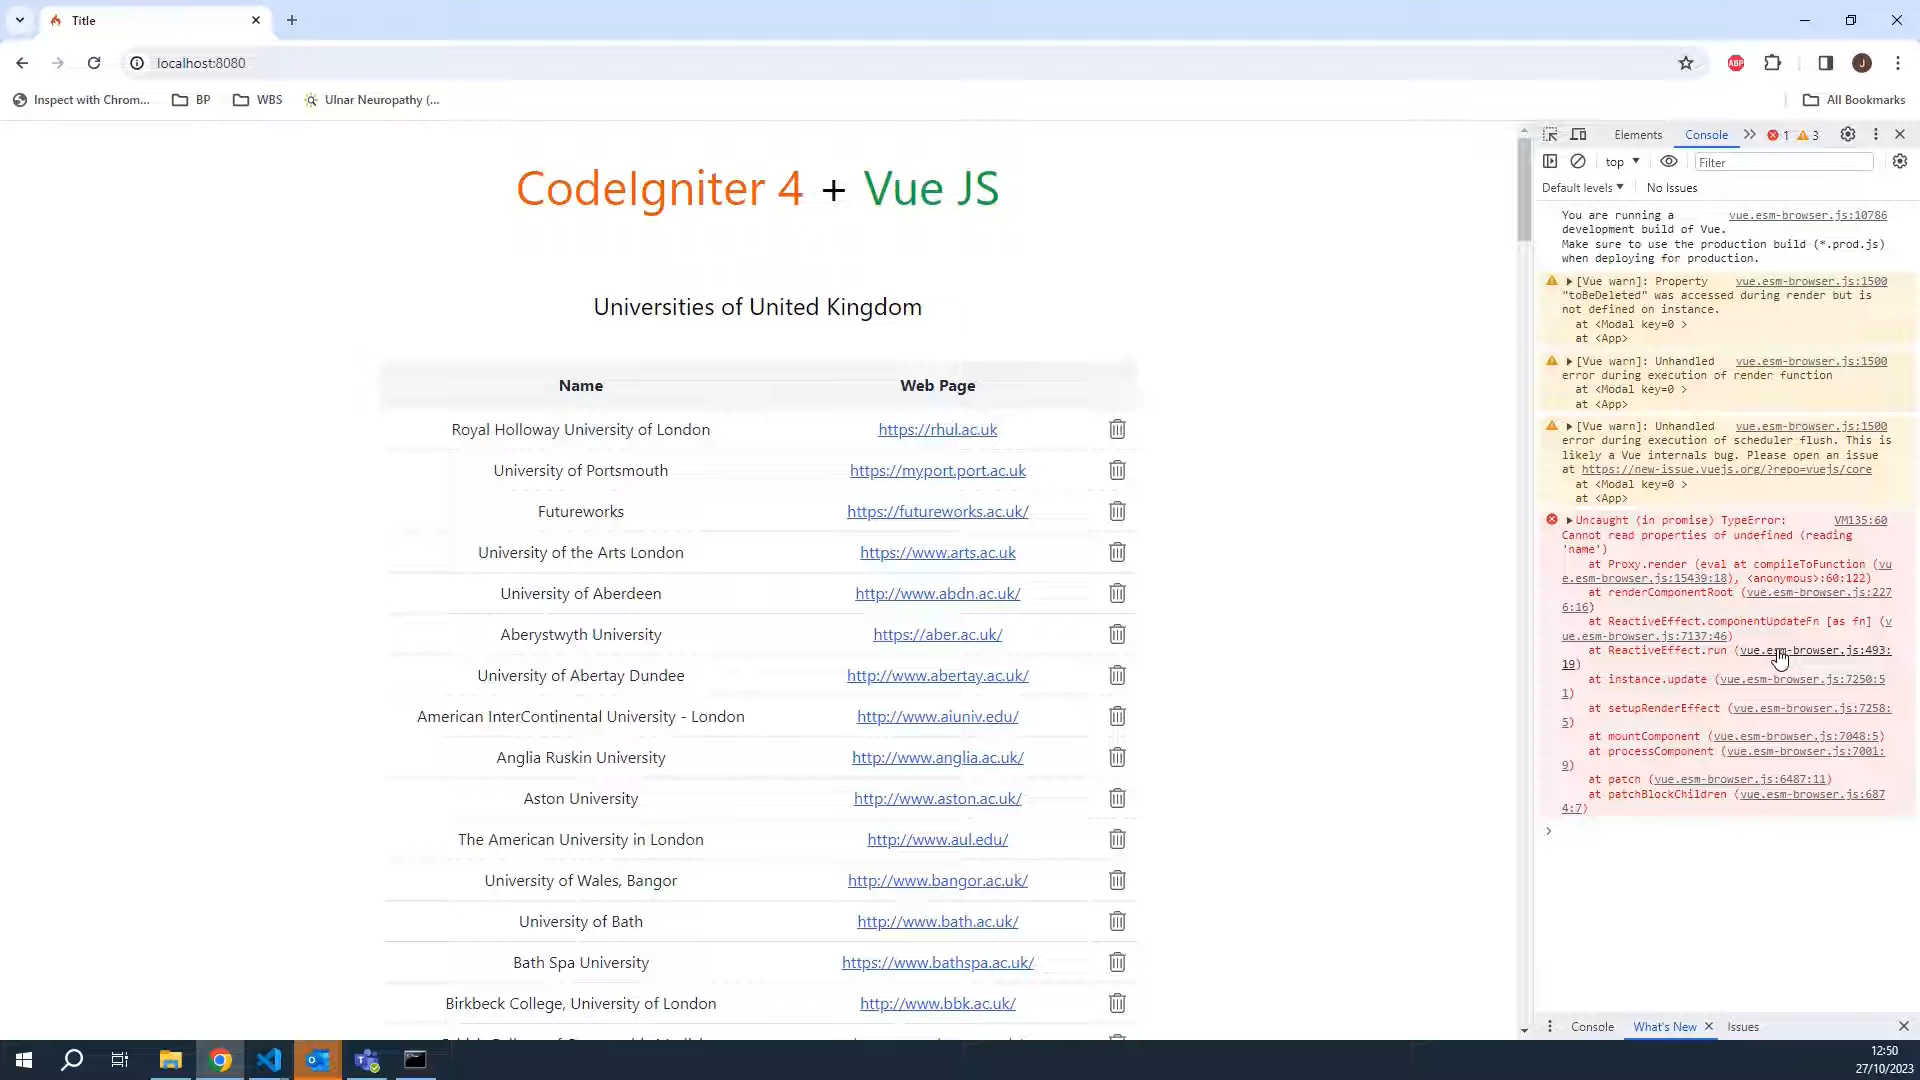 Title
localhost:8080
ABP
J
Inspect with Chrom...
BP
WBS
Ulnar Neuropathy (...
All Bookmarks
CodeIgniter 4 + Vue JS
Universities of United Kingdom
Name Web Page
Royal Holloway University of London https://rhul.ac.uk
University of Portsmouth https://myport.port.ac.uk
Futureworks https://futureworks.ac.uk/
University of the Arts London https://www.arts.ac.uk
University of Aberdeen http://www.abdn.ac.uk/
Aberystwyth University https://aber.ac.uk/
University of Abertay Dundee http://www.abertay.ac.uk/
American InterContinental University - London http://www.aiuniv.edu/
Anglia Ruskin University http://www.anglia.ac.uk/
Aston University http://www.aston.ac.uk/
The American University in London http://www.aul.edu/
University of Wales, Bangor http://www.bangor.ac.uk/
University of Bath http://www.bath.ac.uk/
Bath Spa University https://www.bathspa.ac.uk/
Birkbeck College, University of London http://www.bbk.ac.uk/
Elements Console 1 3
top Filter
Default levels No Issues
You are running a vue.esm-browser.js:10786
development build of Vue.
Make sure to use the production build (*.prod.js)
when deploying for production.
[Vue warn]: Property vue.esm-browser.js:1500
"toBeDeleted" was accessed during render but is
not defined on instance.
at <Modal key=0 >
at <App>
[Vue warn]: Unhandled vue.esm-browser.js:1500
error during execution of render function
at <Modal key=0 >
at <App>
[Vue warn]: Unhandled vue.esm-browser.js:1500
error during execution of scheduler flush. This is
likely a Vue internals bug. Please open an issue
at https://new-issue.vuejs.org/?repo=vuejs/core
at <Modal key=0 >
at <App>
Uncaught (in promise) TypeError: VM135:60
Cannot read properties of undefined (reading
'name')
at Proxy.render (eval at compileToFunction (vu
e.esm-browser.js:15439:18), <anonymous>:60:122)
at renderComponentRoot (vue.esm-browser.js:227
6:16)
at ReactiveEffect.componentUpdateFn [as fn] (v
ue.esm-browser.js:7137:46)
at ReactiveEffect.run (vue.esm-browser.js:493:
19)
at instance.update (vue.esm-browser.js:7250:5
1)
at setupRenderEffect (vue.esm-browser.js:7258:
5)
at mountComponent (vue.esm-browser.js:7048:5)
at processComponent (vue.esm-browser.js:7001:
9)
at patch (vue.esm-browser.js:6487:11)
at patchBlockChildren (vue.esm-browser.js:687
4:7)
Console What's New Issues
12:50
27/10/2023